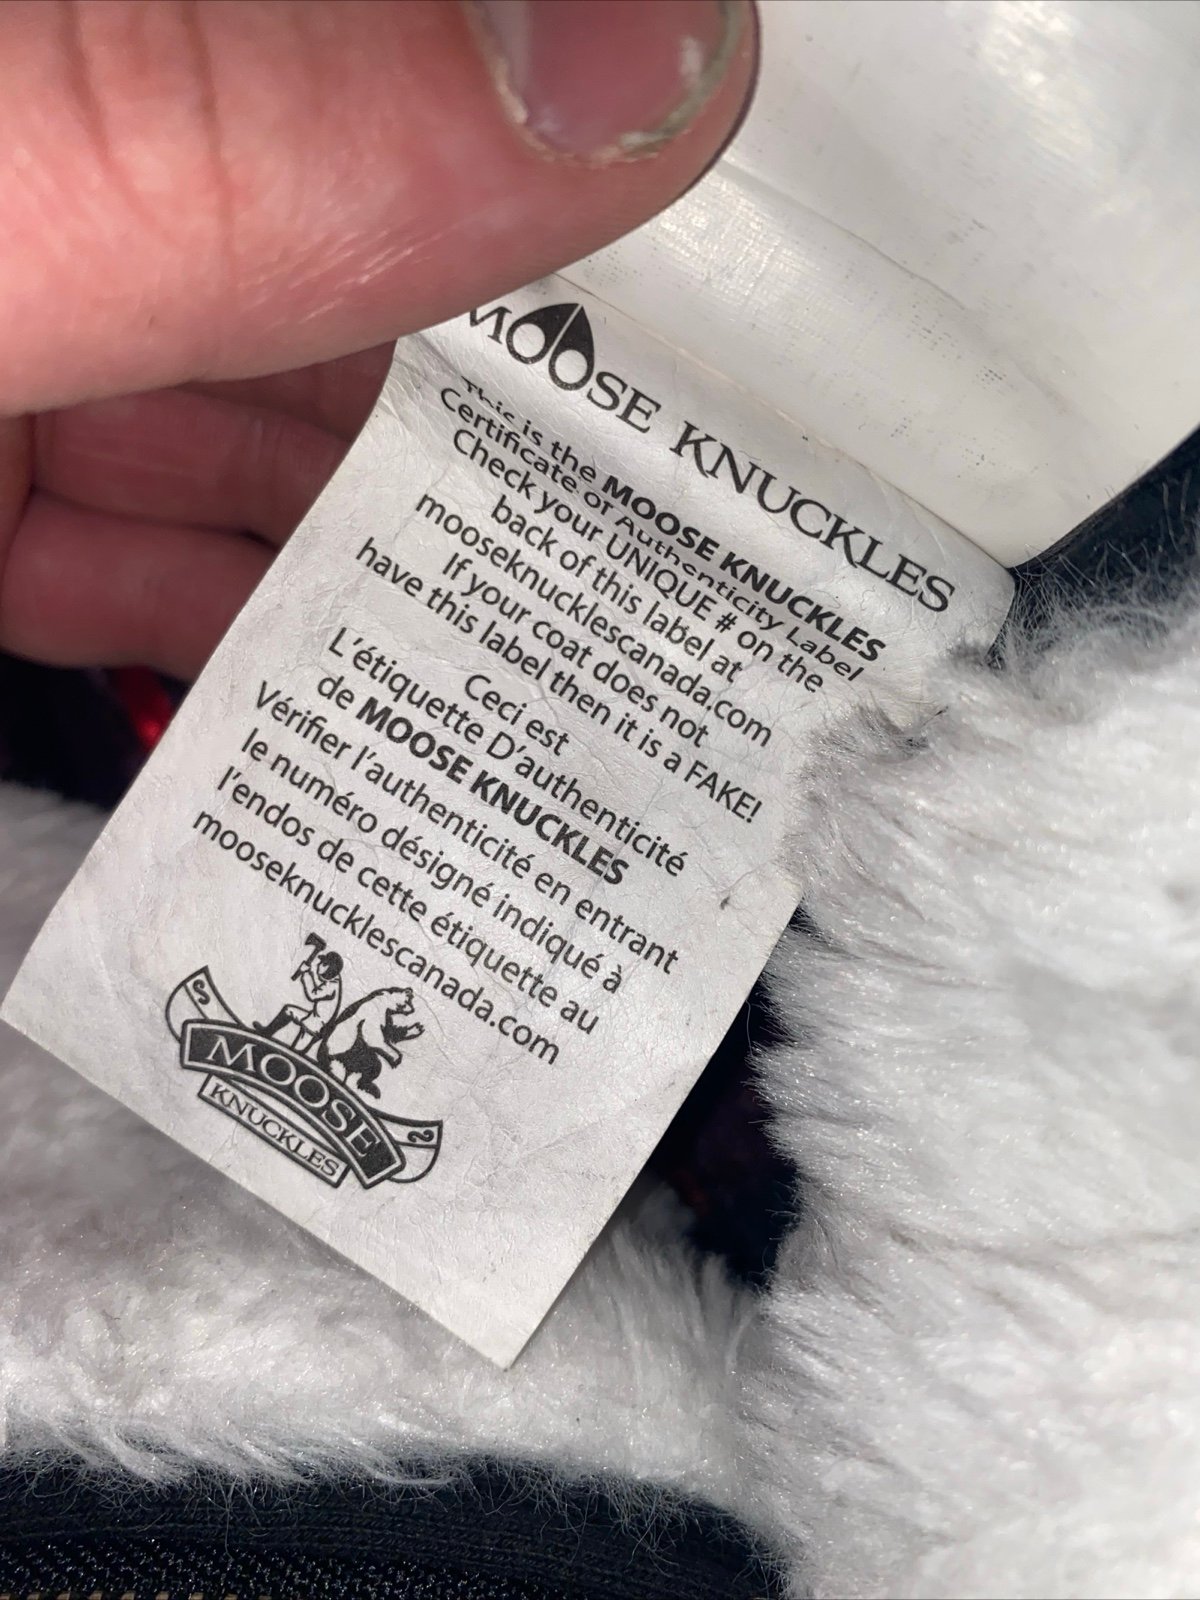 MOOSE KNUCKLES
This is the MOOSE KNUCKLES
Certificate of Authenticity Label
Check your UNIQUE # on the
back of this label at
mooseknucklescanada.com
If your coat does not
have this label then it is a FAKE!
Ceci est
L'étiquette D'authenticité
de MOOSE KNUCKLES
Vérifier l'authenticité en entrant
le numéro désigné indiqué à
l'endos de cette étiquette au
mooseknucklescanada.com
MOOSE
KNUCKLES